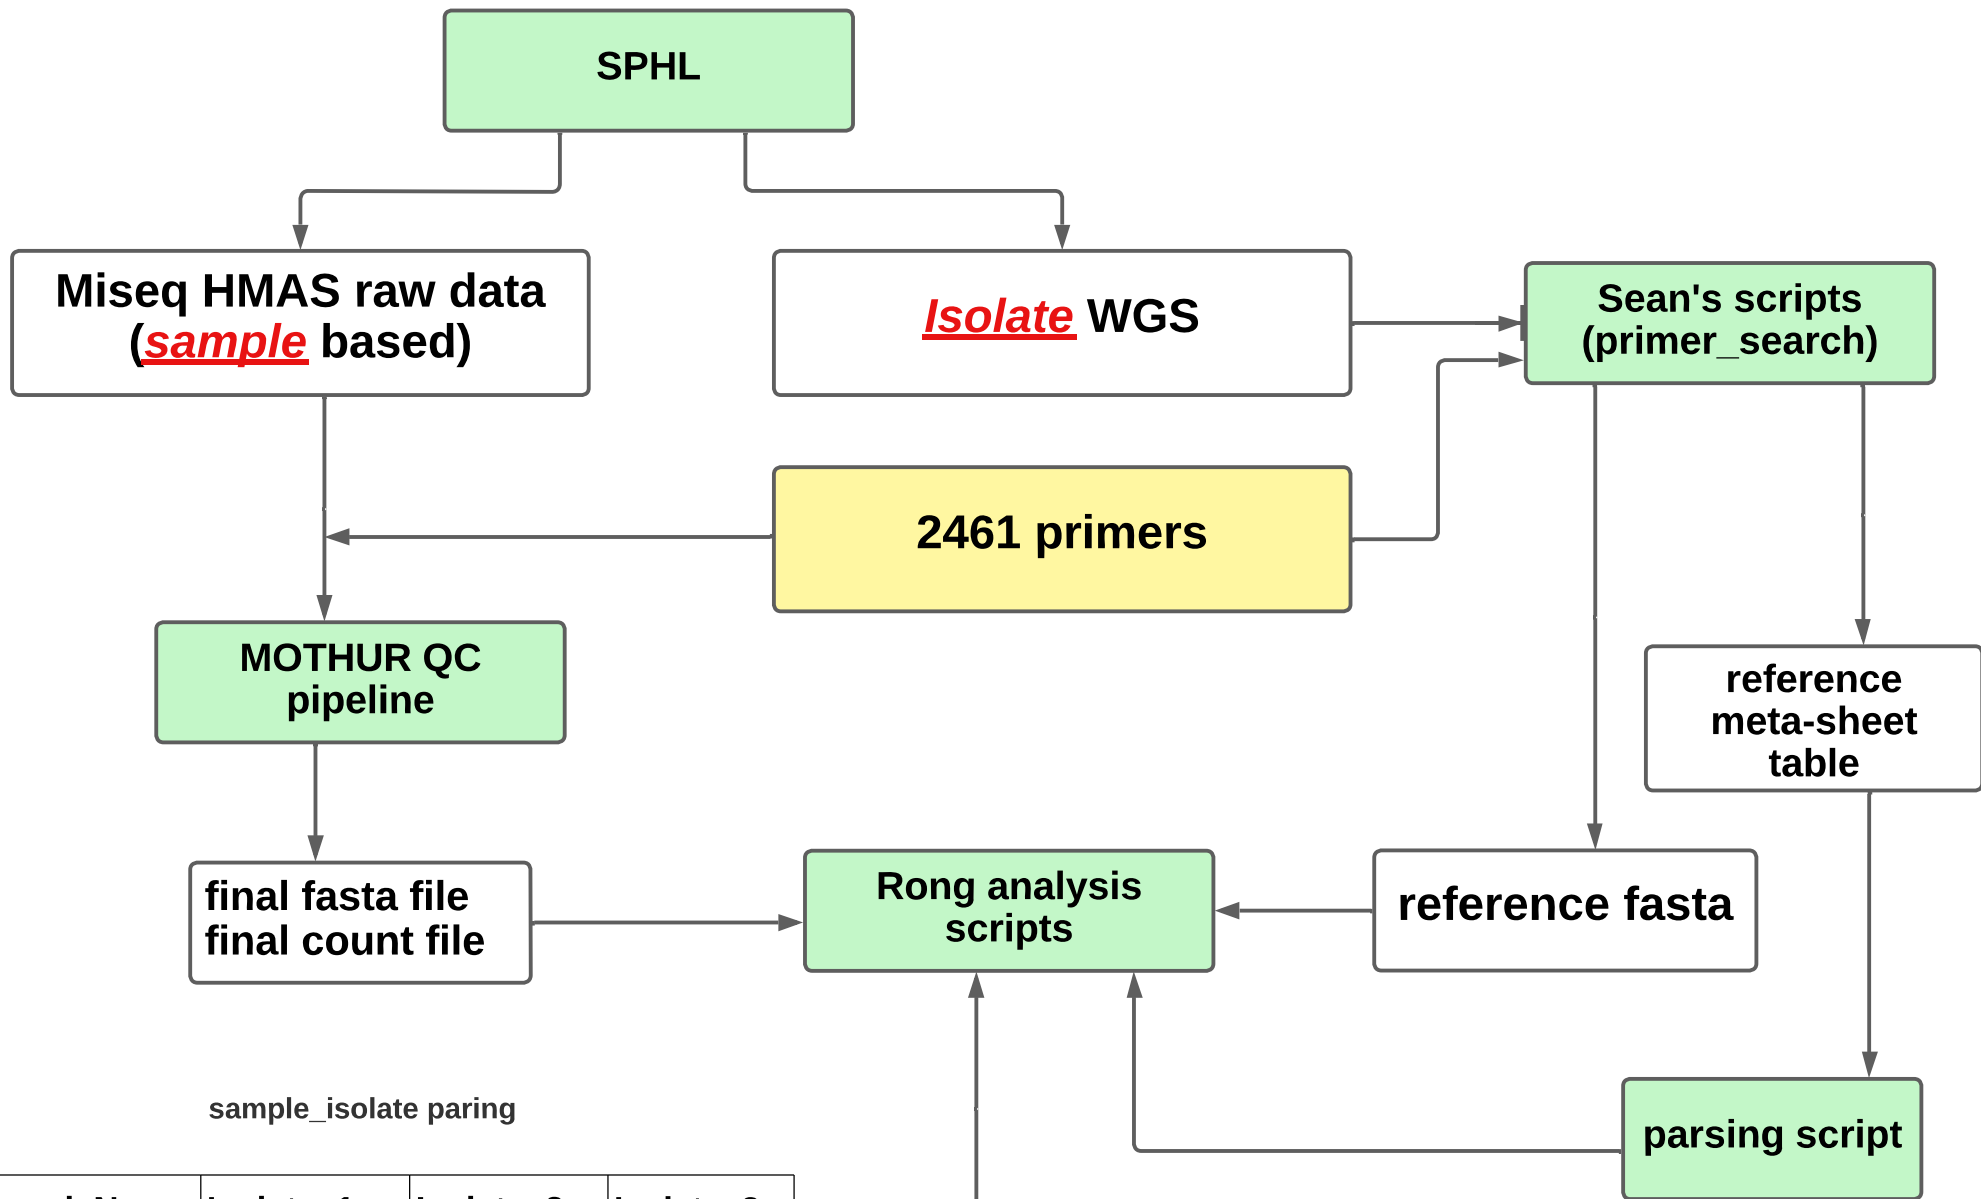 SPHL
Miseq HMAS raw data
(sample based)
Isolate WGS
Sean's scripts
(primer_search)
2461 primers
MOTHUR QC
pipeline
reference
meta-sheet
table
final fasta file
final count file
Rong analysis
scripts
reference fasta
sample_isolate paring
parsing script